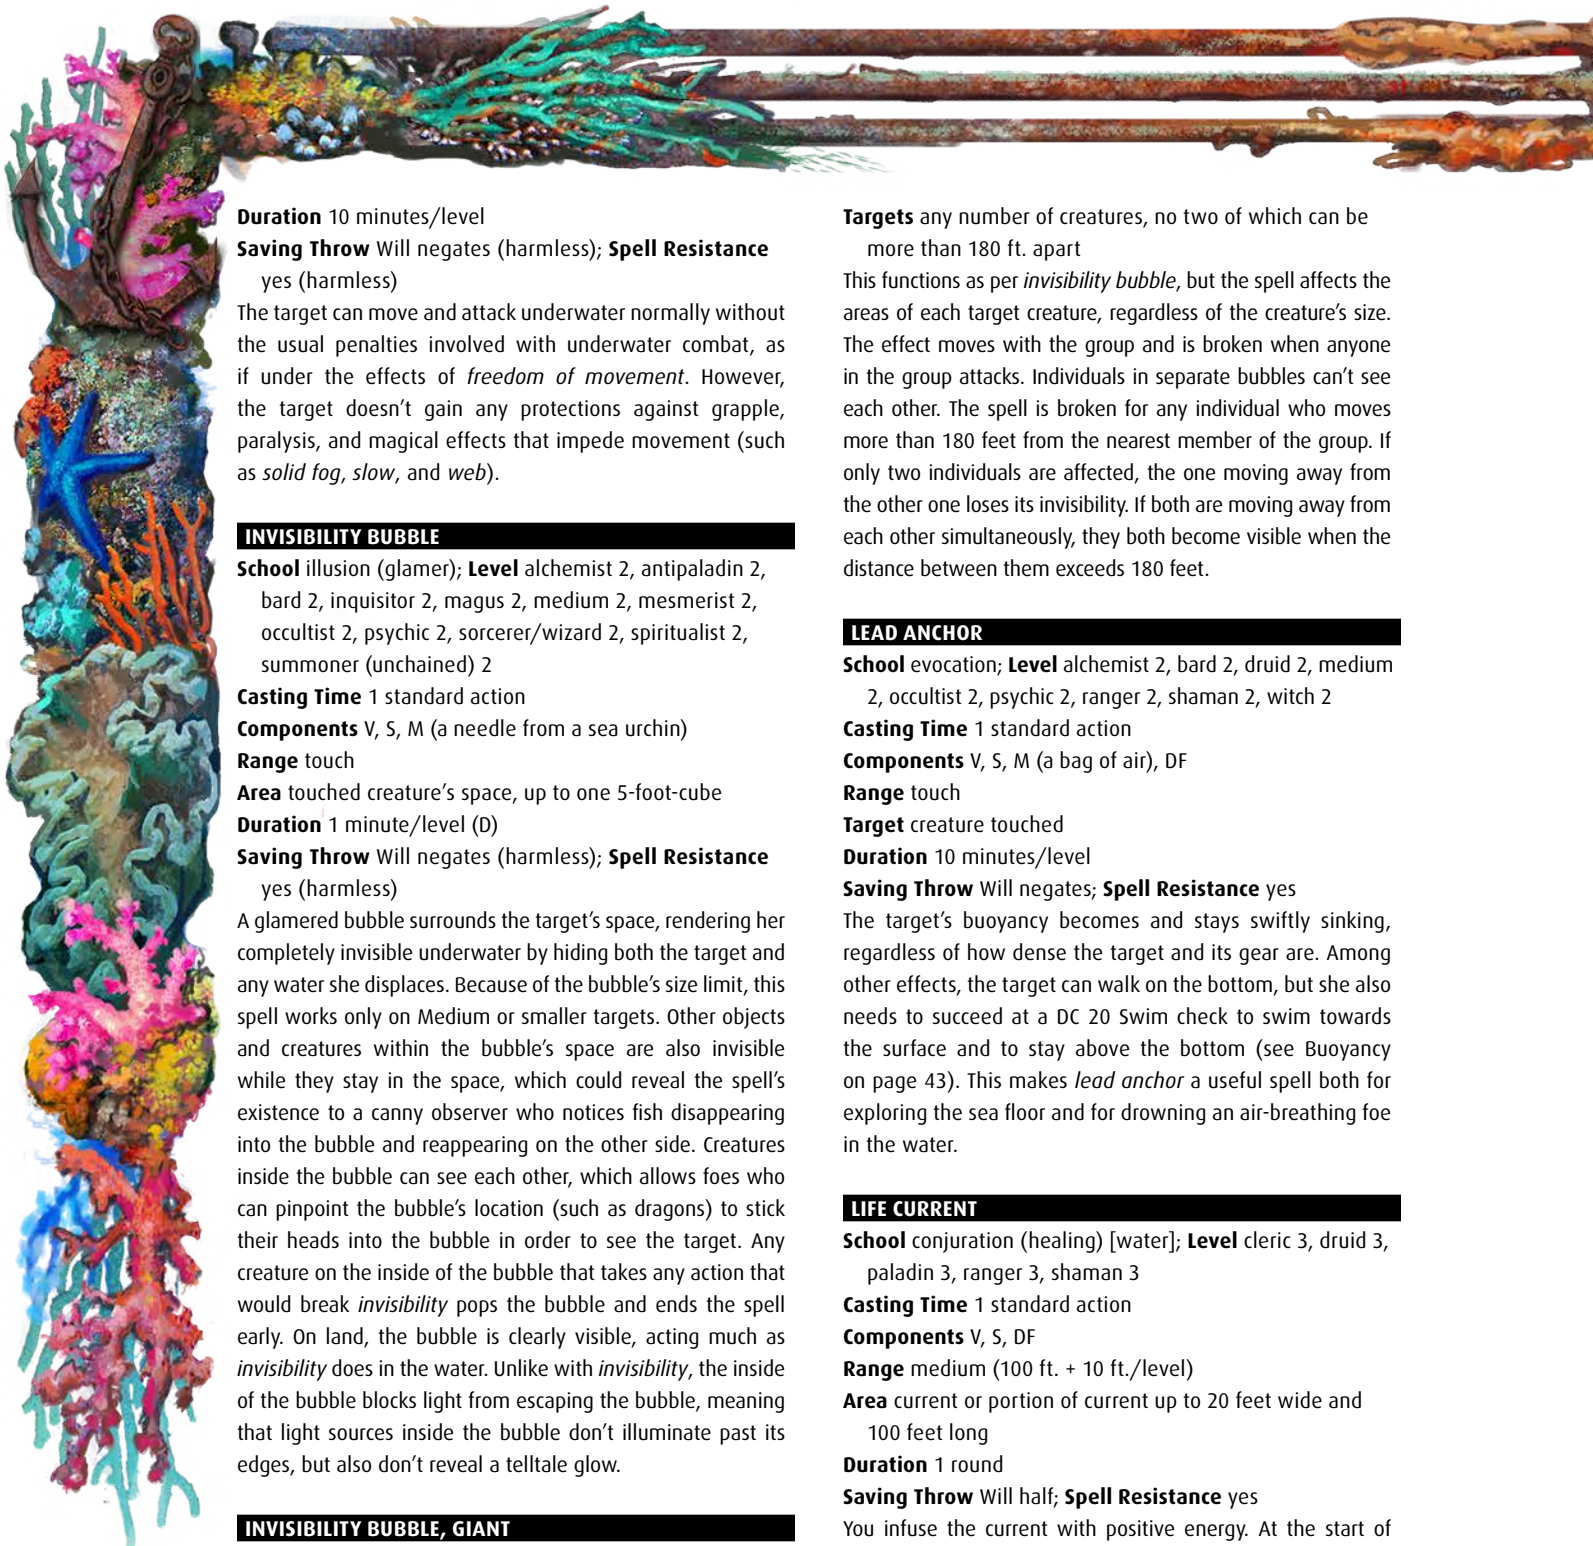 Duration 10 minutes/level
Saving Throw Will negates (harmless); Spell Resistance
yes (harmless)
The target can move and attack underwater normally without
the usual penalties involved with underwater combat, as
if under the effects of freedom of movement. However,
the target doesn’t gain any protections against grapple,
paralysis, and magical effects that impede movement (such
as solid fog, slow, and web).
INVISIBILITY BUBBLE
School illusion (glamer); Level alchemist 2, antipaladin 2,
bard 2, inquisitor 2, magus 2, medium 2, mesmerist 2,
occultist 2, psychic 2, sorcerer/wizard 2, spiritualist 2,
summoner (unchained) 2
Casting Time 1 standard action
Components V, S, M (a needle from a sea urchin)
Range touch
Area touched creature’s space, up to one 5-foot-cube
Duration 1 minute/level (D)
Saving Throw Will negates (harmless); Spell Resistance
yes (harmless)
A glamered bubble surrounds the target’s space, rendering her
completely invisible underwater by hiding both the target and
any water she displaces. Because of the bubble’s size limit, this
spell works only on Medium or smaller targets. Other objects
and creatures within the bubble’s space are also invisible
while they stay in the space, which could reveal the spell’s
existence to a canny observer who notices fish disappearing
into the bubble and reappearing on the other side. Creatures
inside the bubble can see each other, which allows foes who
can pinpoint the bubble’s location (such as dragons) to stick
their heads into the bubble in order to see the target. Any
creature on the inside of the bubble that takes any action that
would break invisibility pops the bubble and ends the spell
early. On land, the bubble is clearly visible, acting much as
invisibility does in the water. Unlike with invisibility, the inside
of the bubble blocks light from escaping the bubble, meaning
that light sources inside the bubble don’t illuminate past its
edges, but also don’t reveal a telltale glow.
INVISIBILITY BUBBLE, GIANT
Targets any number of creatures, no two of which can be
more than 180 ft. apart
This functions as per invisibility bubble, but the spell affects the
areas of each target creature, regardless of the creature’s size.
The effect moves with the group and is broken when anyone
in the group attacks. Individuals in separate bubbles can’t see
each other. The spell is broken for any individual who moves
more than 180 feet from the nearest member of the group. If
only two individuals are affected, the one moving away from
the other one loses its invisibility. If both are moving away from
each other simultaneously, they both become visible when the
distance between them exceeds 180 feet.
LEAD ANCHOR
School evocation; Level alchemist 2, bard 2, druid 2, medium
2, occultist 2, psychic 2, ranger 2, shaman 2, witch 2
Casting Time 1 standard action
Components V, S, M (a bag of air), DF
Range touch
Target creature touched
Duration 10 minutes/level
Saving Throw Will negates; Spell Resistance yes
The target’s buoyancy becomes and stays swiftly sinking,
regardless of how dense the target and its gear are. Among
other effects, the target can walk on the bottom, but she also
needs to succeed at a DC 20 Swim check to swim towards
the surface and to stay above the bottom (see Buoyancy
on page 43). This makes lead anchor a useful spell both for
exploring the sea floor and for drowning an air-breathing foe
in the water.
LIFE CURRENT
School conjuration (healing) [water]; Level cleric 3, druid 3,
paladin 3, ranger 3, shaman 3
Casting Time 1 standard action
Components V, S, DF
Range medium (100 ft. + 10 ft./level)
Area current or portion of current up to 20 feet wide and
100 feet long
Duration 1 round
Saving Throw Will half; Spell Resistance yes
You infuse the current with positive energy. At the start of